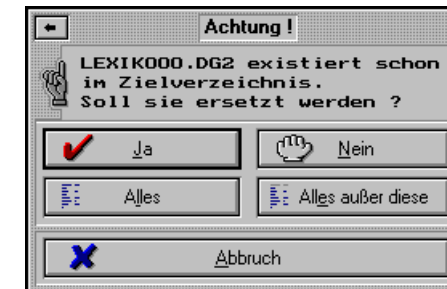 Achtung !
LEXIKOOO.DG2 existiert schon
im Zielverzeichnis.
Soll sie ersetzt werden ?
Ja
Nein
Alles
Alles außer diese
Abbruch